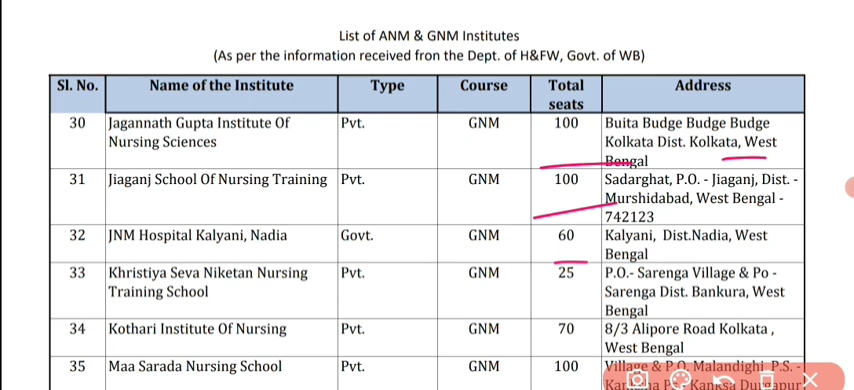 List of ANM & GNM Institutes
(As per the information received fron the Dept. of H&FW, Govt. of WB)
Sl. No. Name of the Institute Type Course Total seats Address
30 Jagannath Gupta Institute Of Nursing Sciences Pvt. GNM 100 Buita Budge Budge Budge
Kolkata Dist. Kolkata, West
Bengal
31 Jiaganj School Of Nursing Training Pvt. GNM 100 Sadarghat, P.O. - Jiaganj, Dist. -
Murshidabad, West Bengal -
742123
32 JNM Hospital Kalyani, Nadia Govt. GNM 60 Kalyani, Dist.Nadia, West
Bengal
33 Khristiya Seva Niketan Nursing Training School Pvt. GNM 25 P.O.- Sarenga Village & Po -
Sarenga Dist. Bankura, West
Bengal
34 Kothari Institute Of Nursing Pvt. GNM 70 8/3 Alipore Road Kolkata ,
West Bengal
35 Maa Sarada Nursing School Pvt. GNM 100 Village & P.O. Malandighi P.S. -
Kanksa Durgapur